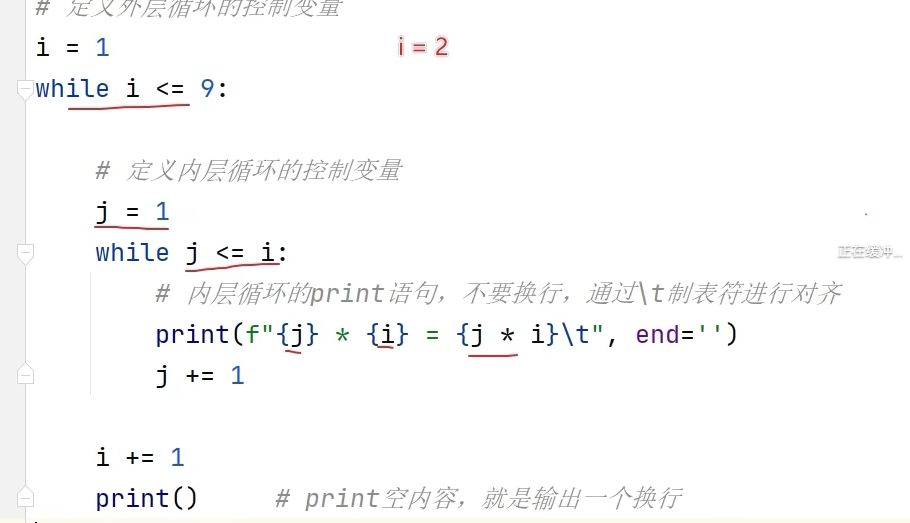 # 定义外层循环的控制变量
i = 1
i = 2
while i <= 9:
# 定义内层循环的控制变量
j = 1
while j <= i:
正在缓冲...
# 内层循环的print语句，不要换行，通过\t制表符进行对齐
print(f"{j} * {i} = {j * i}\t", end='')
j += 1
i += 1
print() # print空内容，就是输出一个换行